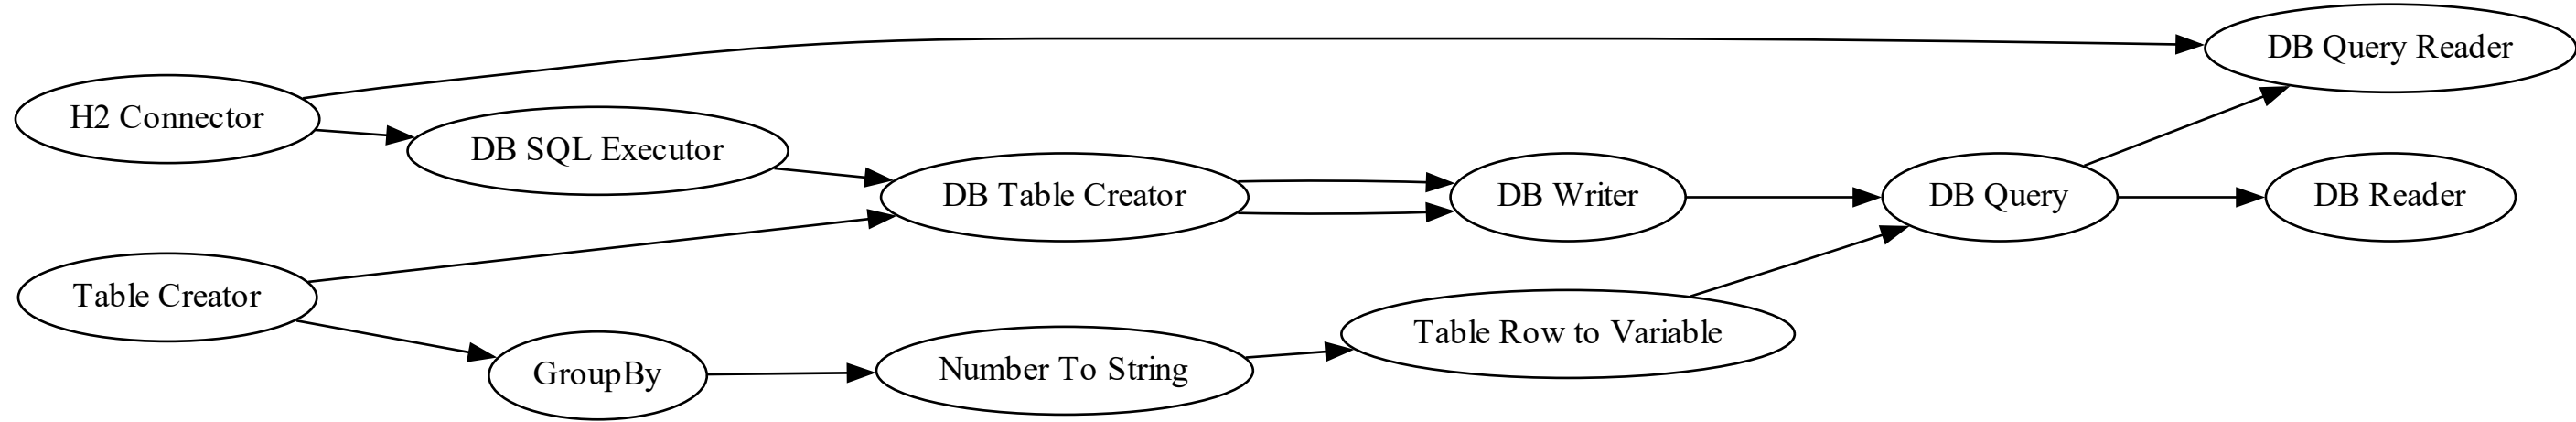 DB Query Reader
H2 Connector
DB SQL Executor
DB Table Creator
DB Writer
DB Query
DB Reader
Table Creator
Table Row to Variable
GroupBy
Number To String